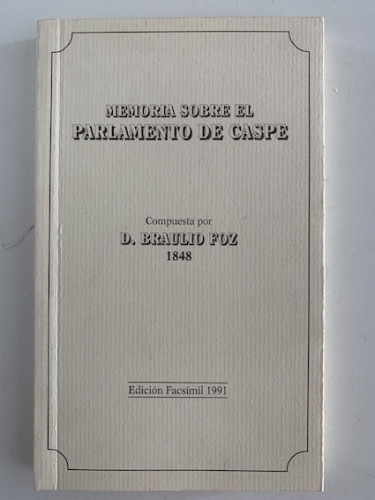 MEMORIA SOBRE EL
PARLAMENTO DE CASPE
Compuesta por
D. BRAULIO FOZ
1848
Edición Facsímil 1991